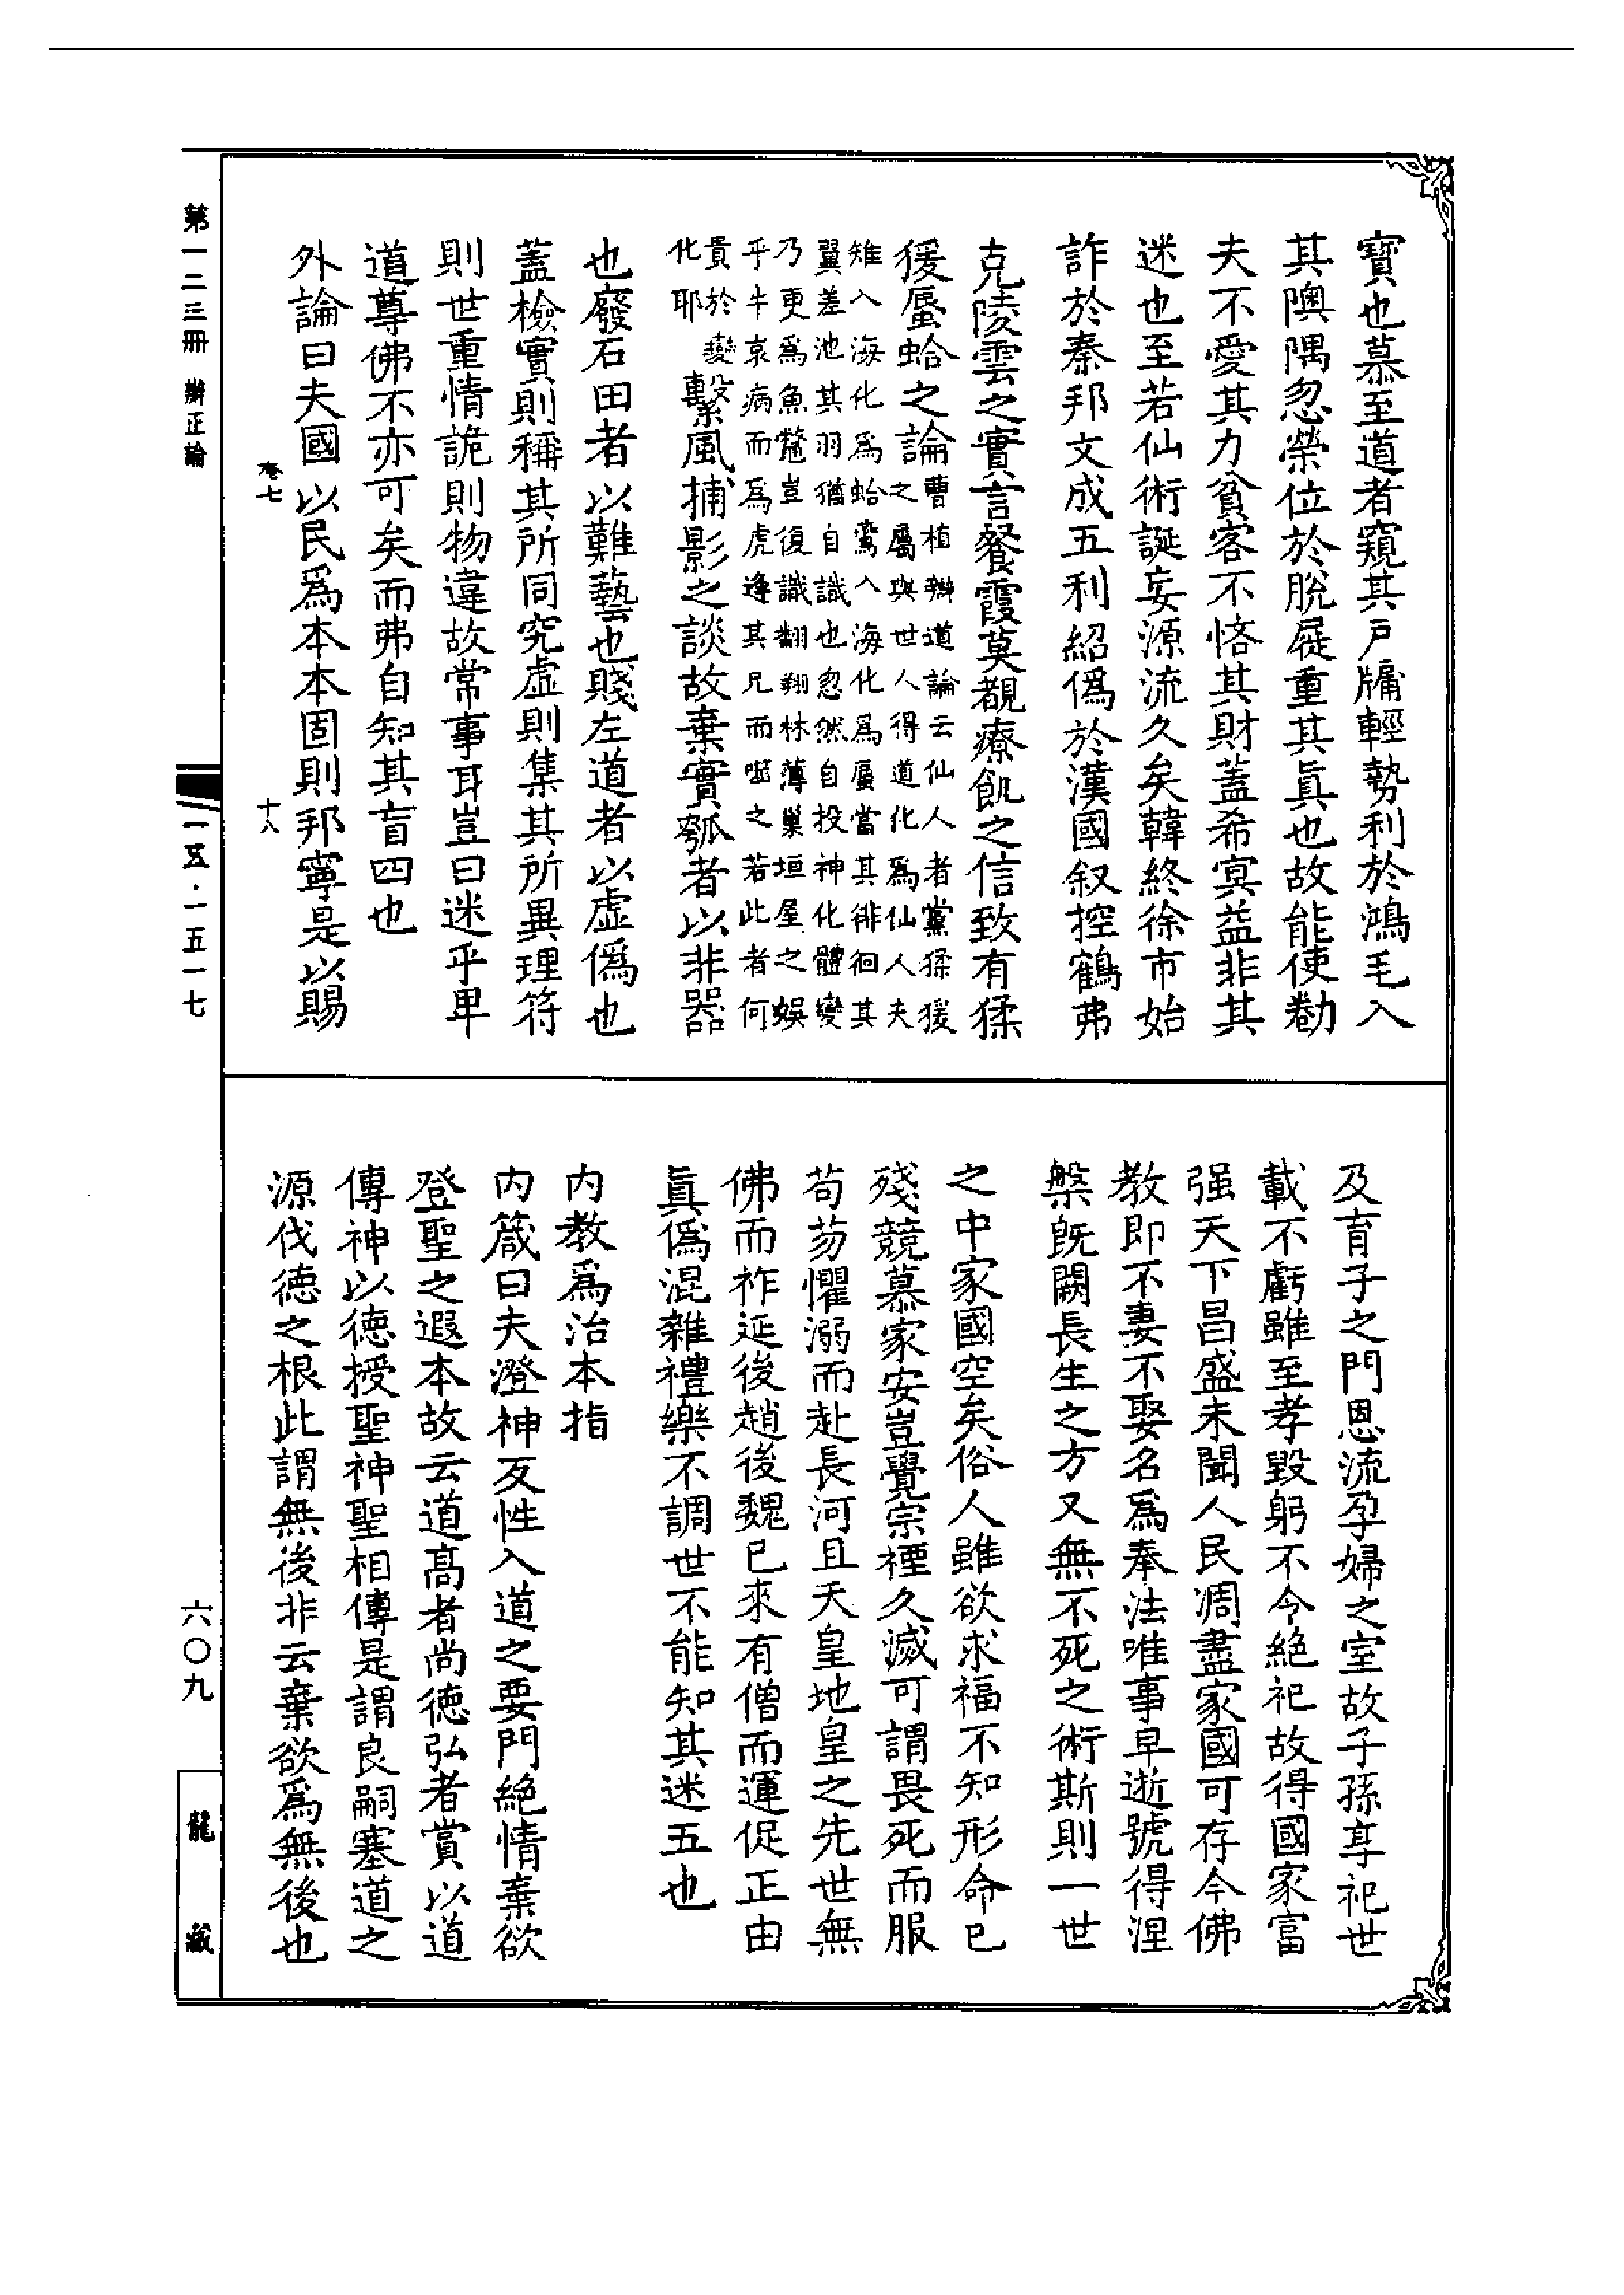 寶也慕至道者窺其戸牖輕勢利於鴻毛入
其隩隅忽榮位於脫屣重其眞也故能使勸
夫不愛其力貧客不悋其財蓋希冥益非其
迷也至若仙術誕妄源流久矣韓終徐市始
詐於秦邦文成五利紹僞於漢國叙控鶴弗
克陵雲之實言餐霞莫覩療飢之信致有猱
猨蜃蛤之論曹植辯道論云仙人者黨猱猨
之屬與世人得道化爲仙人夫
雉入海化爲蛤鷰入海化爲蜃當其徘徊其
翼差池其羽猶自識也忽然自投神化體變
乃更爲魚鼈豈復識翻翔林薄巢垣屋之娛
乎牛哀病而爲虎逢其兄而噬之若此者何
貴於變
化耶
繫風捕影之談故棄實瓠者以非器
也廢石田者以難藝也賤左道者以虛僞也
蓋檢實則稱其所同究虛則集其所異理符
則世重情詭則物違故常事耳豈曰迷乎卑
道尊佛不亦可矣而弗自知其盲四也
外論曰夫國以民爲本本固則邦寧是以賜
及育子之門恩流孕婦之室故子孫享祀世
載不虧雖至孝毀躬不令絕祀故得國家富
强天下昌盛未聞人民凋盡家國可存今佛
教即不妻不娶名爲奉法唯事早逝號得涅
槃旣闕長生之方又無不死之術斯則一世
之中家國空矣俗人雖欲求福不知形命已
殘競慕家安豈覺宗禋久滅可謂畏死而服
苟芴懼溺而赴長河且天皇地皇之先世無
佛而祚延後趙後魏已來有僧而運促正由
眞僞混雜禮樂不調世不能知其迷五也
内教爲治本指
内箴曰夫澄神反性入道之要門絕情棄欲
登聖之遐本故云道高者尚德弘者賞以道
傳神以德授聖神聖相傳是謂良嗣塞道之
源伐德之根此謂無後非云棄欲爲無後也
第一二三冊 辯正論
卷七
十八
一五·一五一七
六〇九
龍藏